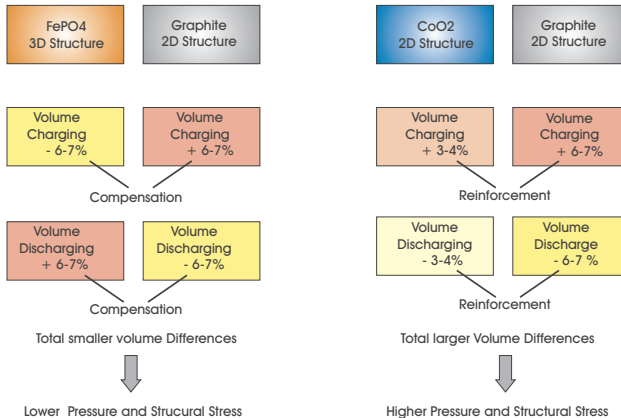 FePO4
3D Structure
Graphite
2D Structure
CoO2
2D Structure
Graphite
2D Structure
Volume
Charging
- 6-7%
Volume
Charging
+ 6-7%
Volume
Charging
+ 3-4%
Volume
Charging
+ 6-7%
Compensation
Reinforcement
Volume
Discharging
+ 6-7%
Volume
Discharging
- 6-7%
Volume
Discharging
- 3-4%
Volume
Discharge
- 6-7 %
Compensation
Reinforcement
Total smaller volume Differences
Total larger Volume Differences
Lower Pressure and Strucural Stress
Higher Pressure and Structural Stress